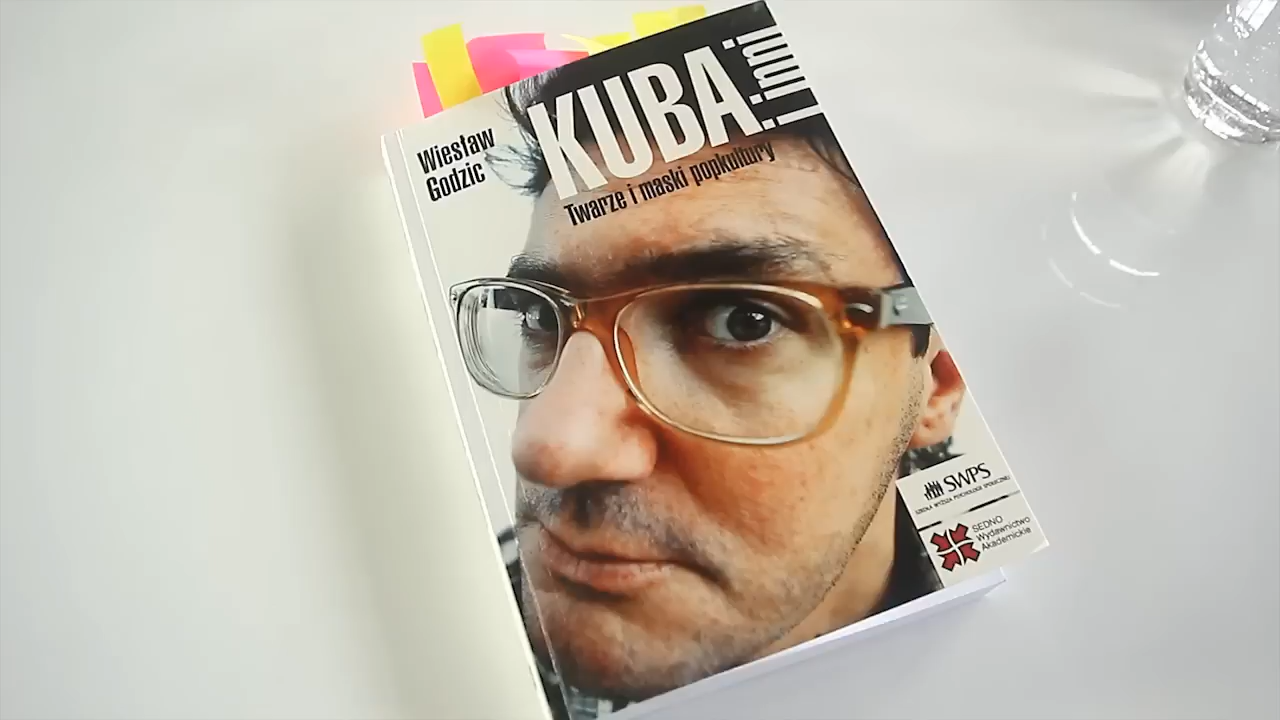 Wiesław
Godzic
KUBA
i inni
Twarze i maski popkultury
SWPS
SZKOŁA WYŻSZA PSYCHOLOGII SPOŁECZNEJ
SEDNO
Wydawnictwo
Akademickie